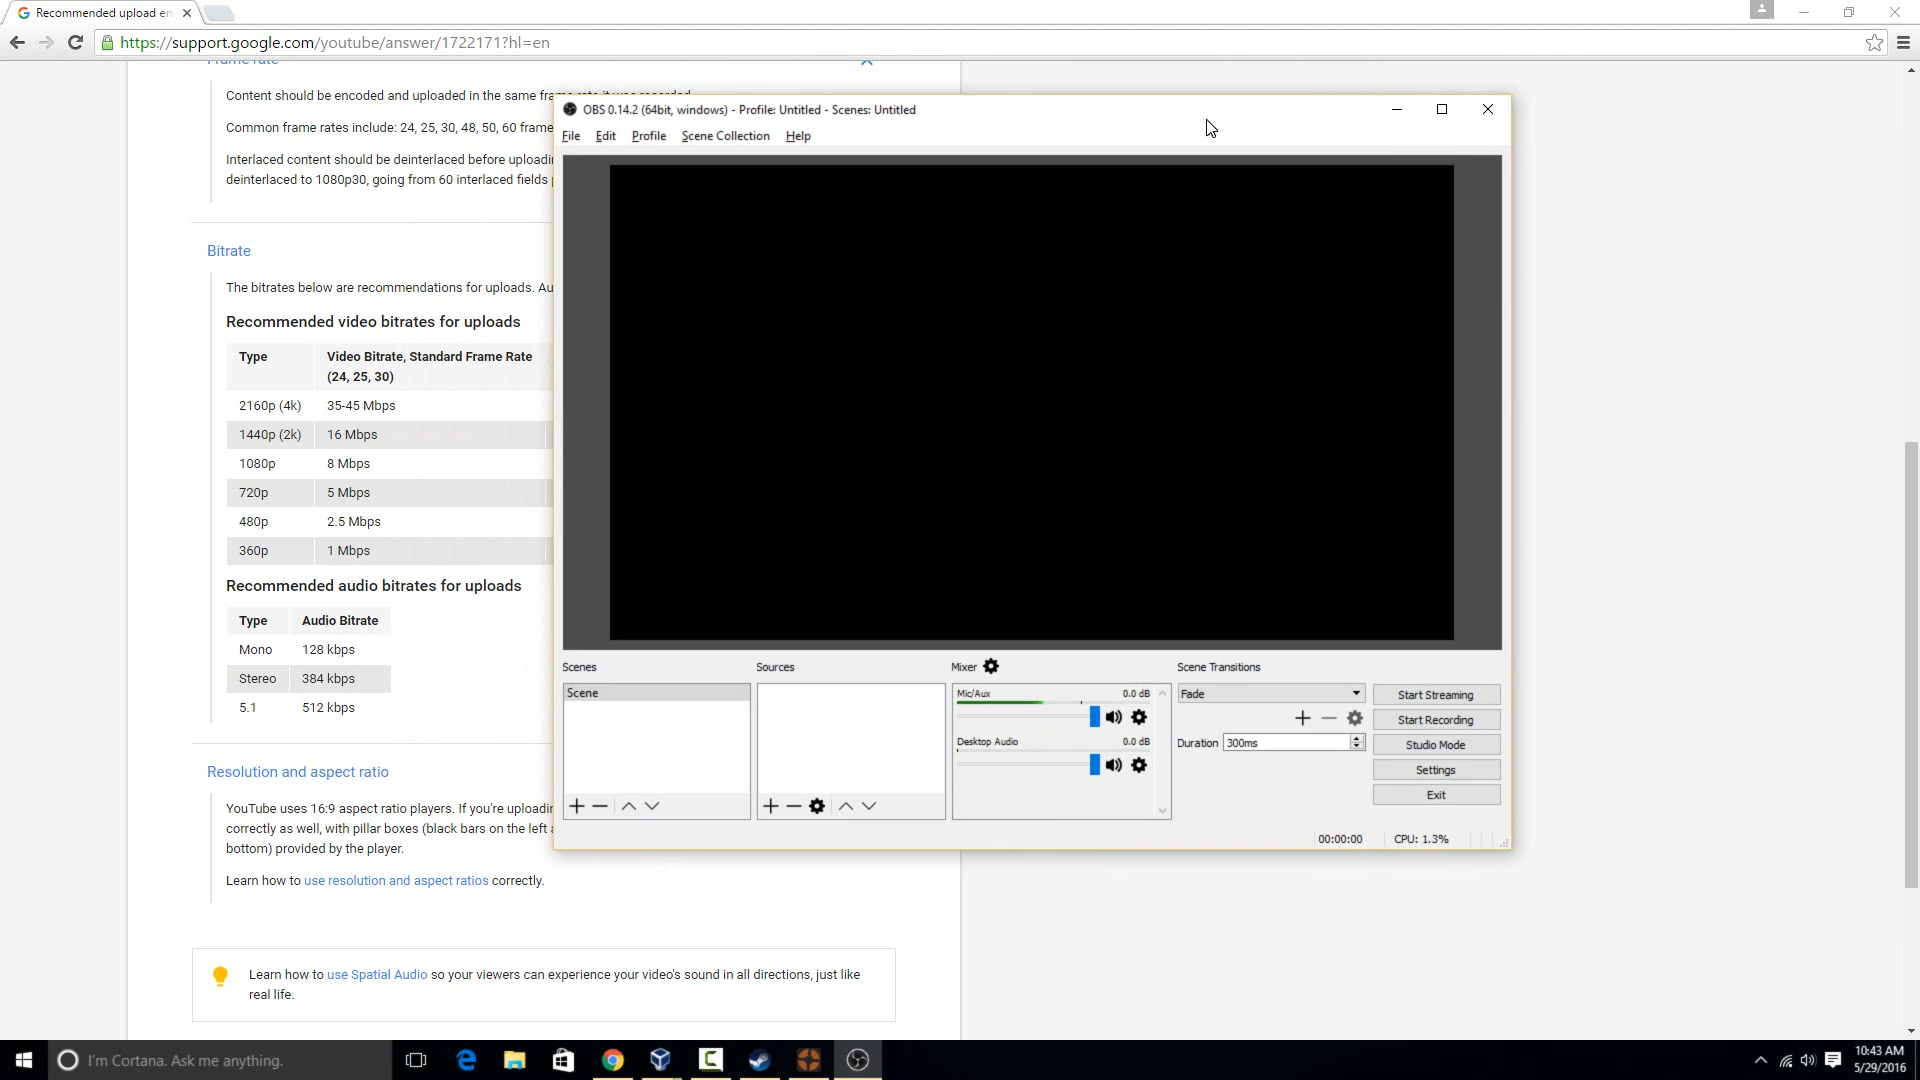 Recommended upload en
https://support.google.com/youtube/answer/1722171?hl=en
Frame rate
Content should be encoded and uploaded in the same frame rate it was recorded.
Common frame rates include: 24, 25, 30, 48, 50, 60 frame
Interlaced content should be deinterlaced before uploadi
deinterlaced to 1080p30, going from 60 interlaced fields
Bitrate
The bitrates below are recommendations for uploads. Au
Recommended video bitrates for uploads
Type
Video Bitrate, Standard Frame Rate
(24, 25, 30)
2160p (4k) 35-45 Mbps
1440p (2k) 16 Mbps
1080p 8 Mbps
720p 5 Mbps
480p 2.5 Mbps
360p 1 Mbps
Recommended audio bitrates for uploads
Type Audio Bitrate
Mono 128 kbps
Stereo 384 kbps
5.1 512 kbps
Resolution and aspect ratio
YouTube uses 16:9 aspect ratio players. If you're uploadin
correctly as well, with pillar boxes (black bars on the left a
bottom) provided by the player.
Learn how to use resolution and aspect ratios correctly.
Learn how to use Spatial Audio so your viewers can experience your video's sound in all directions, just like
real life.
OBS 0.14.2 (64bit, windows) - Profile: Untitled - Scenes: Untitled
File Edit Profile Scene Collection Help
Scenes
Scene
Sources
Mixer
Mic/Aux 0.0 dB
Desktop Audio 0.0 dB
Scene Transitions
Fade
Duration 300ms
Start Streaming
Start Recording
Studio Mode
Settings
Exit
00:00:00 CPU: 1.3%
I'm Cortana. Ask me anything.
10:43 AM
5/29/2016